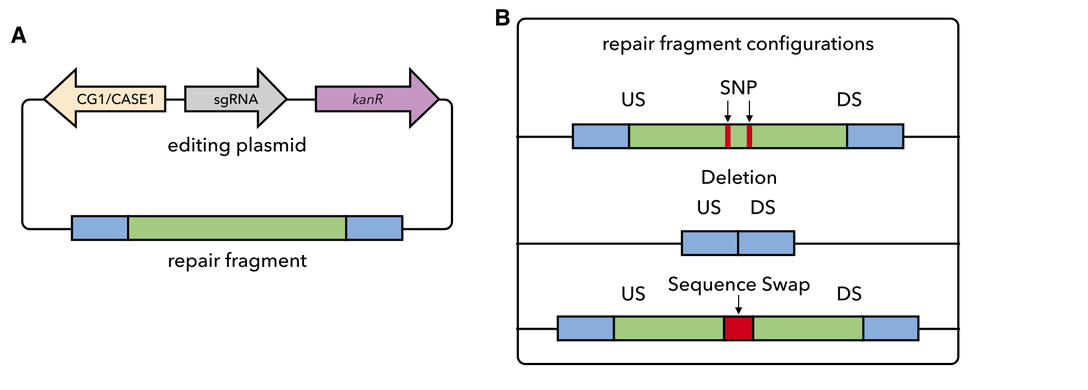 A
CG1/CASE1
sgRNA
kanR
editing plasmid
repair fragment
B
repair fragment configurations
SNP
US
DS
Deletion
US
DS
Sequence Swap
US
DS